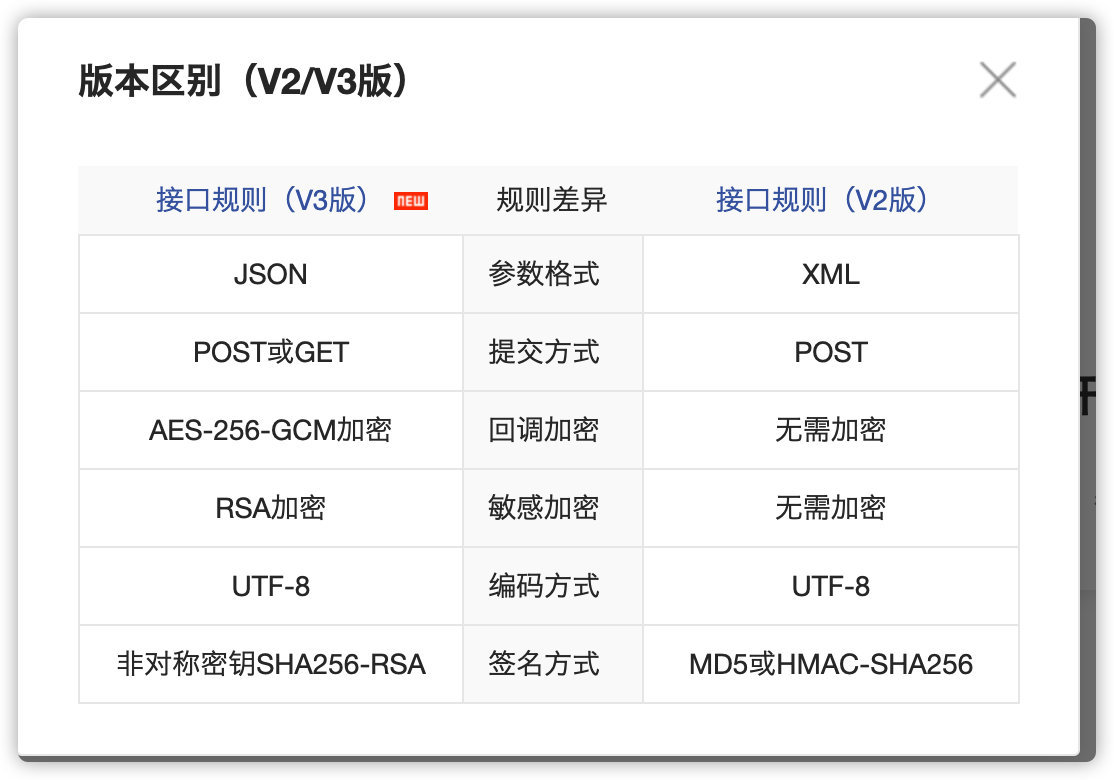 版本区别（V2/V3版）
接口规则（V3版） NEW 规则差异 接口规则（V2版）
JSON 参数格式 XML
POST或GET 提交方式 POST
AES-256-GCM加密 回调加密 无需加密
RSA加密 敏感加密 无需加密
UTF-8 编码方式 UTF-8
非对称密钥SHA256-RSA 签名方式 MD5或HMAC-SHA256